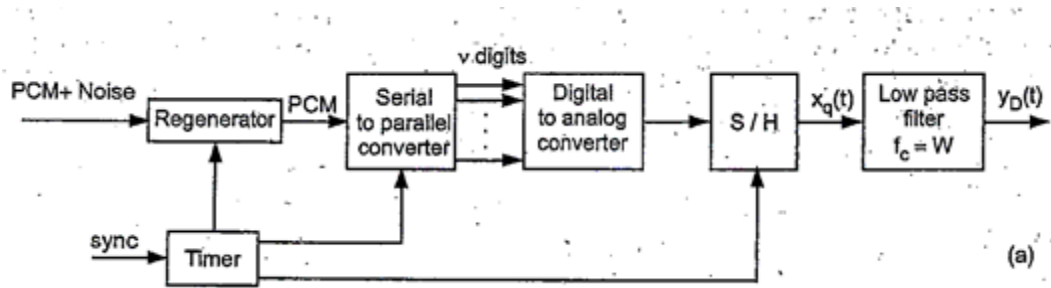 ν digits
PCM+ Noise
Regenerator
PCM
Serial
to parallel
converter
Digital
to analog
converter
S / H
x_q(t)
Low pass
filter
f_c = W
y_D(t)
sync
Timer
(a)